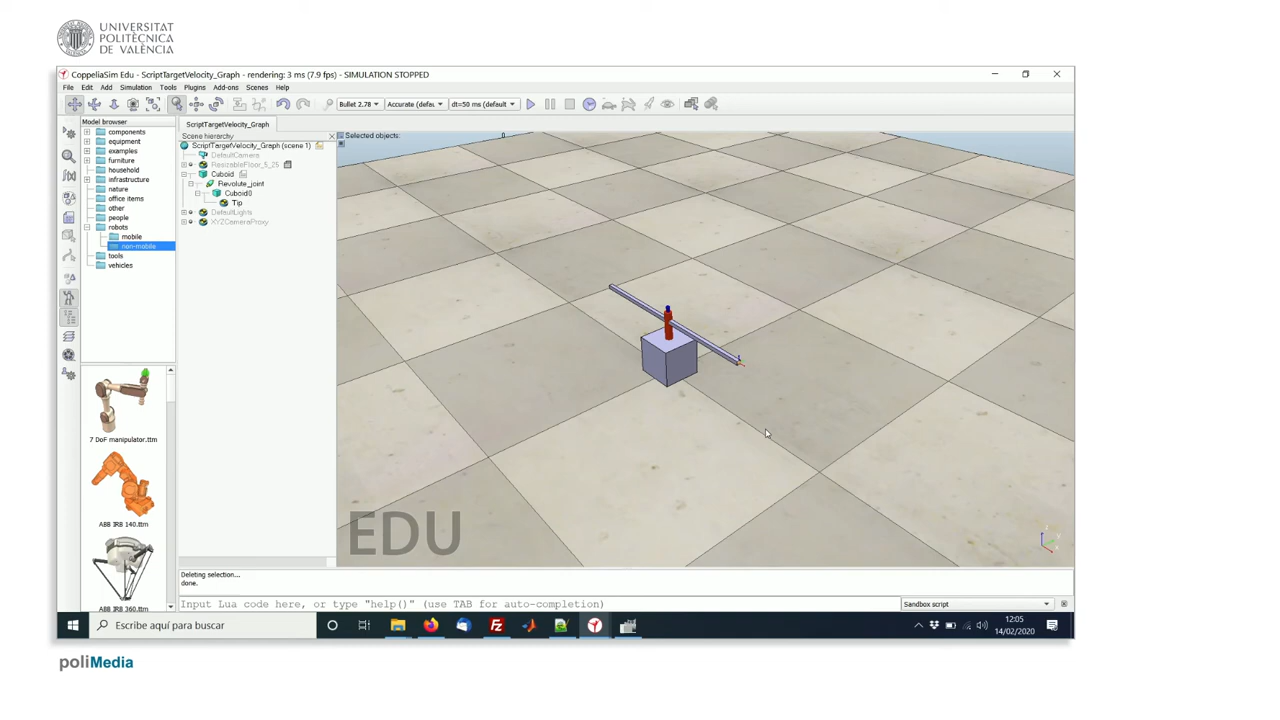 UNIVERSITAT
POLITÈCNICA
DE VALÈNCIA
CoppeliaSim Edu - ScriptTargetVelocity_Graph - rendering: 3 ms (7.9 fps) - SIMULATION STOPPED
File Edit Add Simulation Tools Plugins Add-ons Scenes Help
Bullet 2.78 Accurate (defau dt=50 ms (default)
Model browser
components
equipment
examples
furniture
household
infrastructure
nature
office items
other
people
robots
mobile
non-mobile
tools
vehicles
7 DoF manipulator.ttm
ABB IRB 140.ttm
ABB IRB 360.ttm
ScriptTargetVelocity_Graph
Scene hierarchy
ScriptTargetVelocity_Graph (scene 1)
DefaultCamera
ResizableFloor_5_25
Cuboid
Revolute_joint
Cuboid0
Tip
DefaultLights
XYZCameraProxy
Selected objects: 0
EDU
Deleting selection...
done.
Input Lua code here, or type "help()" (use TAB for auto-completion)
Sandbox script
Escribe aquí para buscar
12:05
14/02/2020
poliMedia